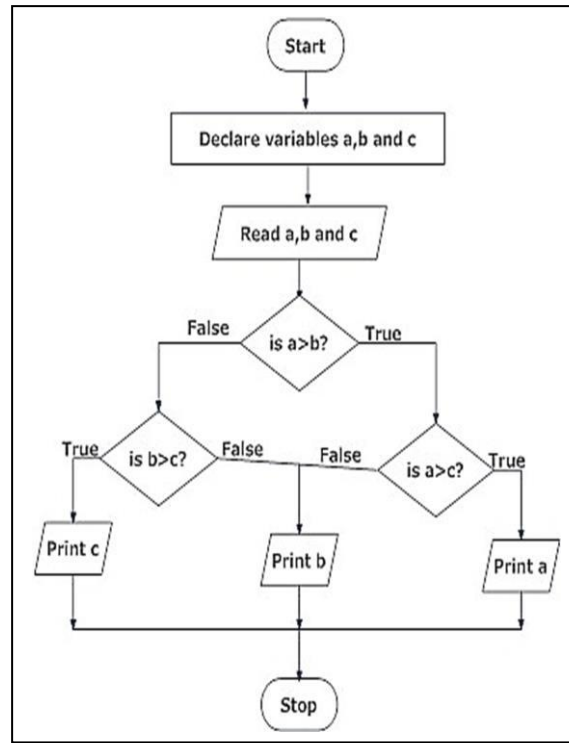 Start
Declare variables a,b and c
Read a,b and c
False
is a>b?
True
True
is b>c?
False
False
is a>c?
True
Print c
Print b
Print a
Stop